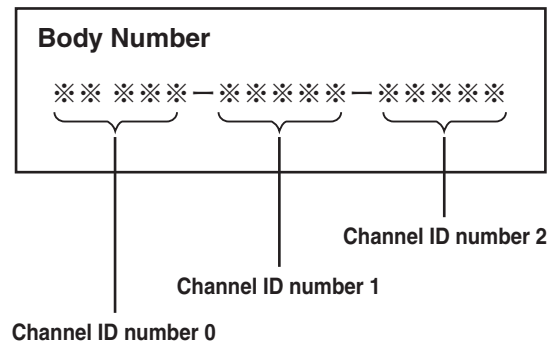 Body Number
※※ ※※※–※※※※※–※※※※※
Channel ID number 2
Channel ID number 1
Channel ID number 0